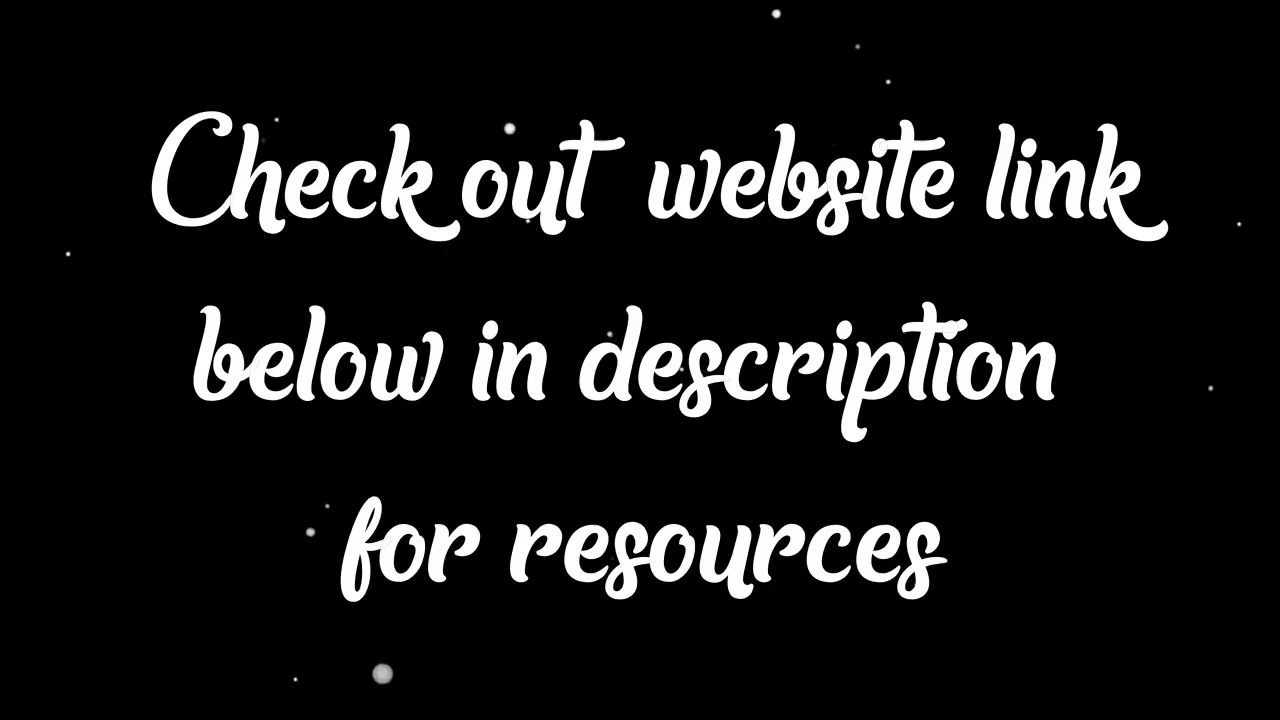 Check out website link
below in description
for resources